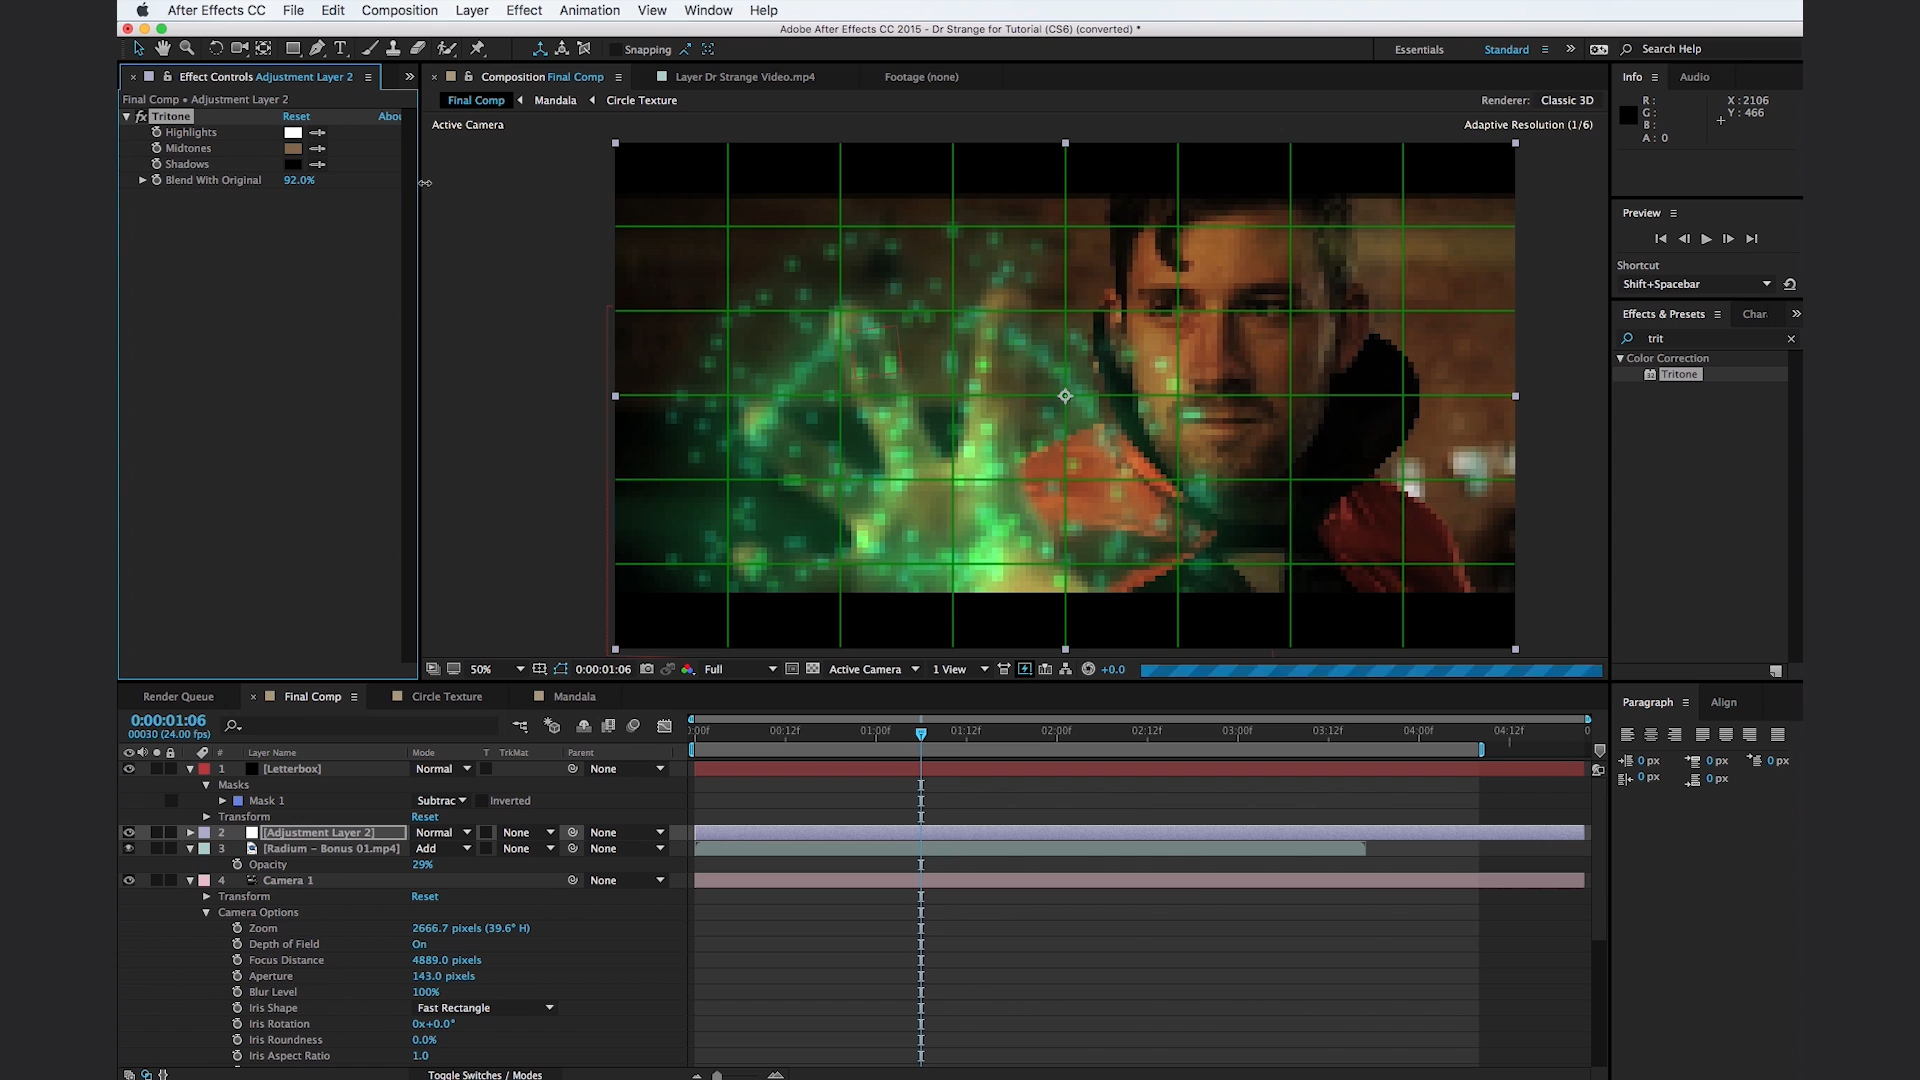 After Effects CC File Edit Composition Layer Effect Animation View Window Help
Adobe After Effects CC 2015 - Dr Strange for Tutorial (CS6) (converted) *
T Snapping Essentials Standard Search Help
Effect Controls Adjustment Layer 2
Composition Final Comp Layer Dr Strange Video.mp4 Footage (none)
Info Audio
Final Comp • Adjustment Layer 2
Final Comp Mandala Circle Texture
Renderer: Classic 3D
R: X: 2106
G: Y: 466
B:
A: 0
fx Tritone Reset Abou
Active Camera
Adaptive Resolution (1/6)
Highlights
Midtones
Shadows
Blend With Original 92.0%
Preview
Shortcut
Shift+Spacebar
Effects & Presets Char
trit
Color Correction
32 Tritone
50% 0:00:01:06 Full Active Camera 1 View +0.0
Render Queue Final Comp Circle Texture Mandala
Paragraph Align
0:00:01:06
00030 (24.00 fps)
:00f 00:12f 01:00f 01:12f 02:00f 02:12f 03:00f 03:12f 04:00f 04:12f 0
# Layer Name Mode T TrkMat Parent
1 [Letterbox] Normal None
Masks
Mask 1 Subtrac Inverted
Transform Reset
2 [Adjustment Layer 2] Normal None None
3 [Radium - Bonus 01.mp4] Add None None
Opacity 29%
4 Camera 1 None
Transform Reset
Camera Options
Zoom 2666.7 pixels (39.6° H)
Depth of Field On
Focus Distance 4889.0 pixels
Aperture 143.0 pixels
Blur Level 100%
Iris Shape Fast Rectangle
Iris Rotation 0x+0.0°
Iris Roundness 0.0%
Iris Aspect Ratio 1.0
Toggle Switches / Modes
0 px 0 px 0 px
0 px 0 px